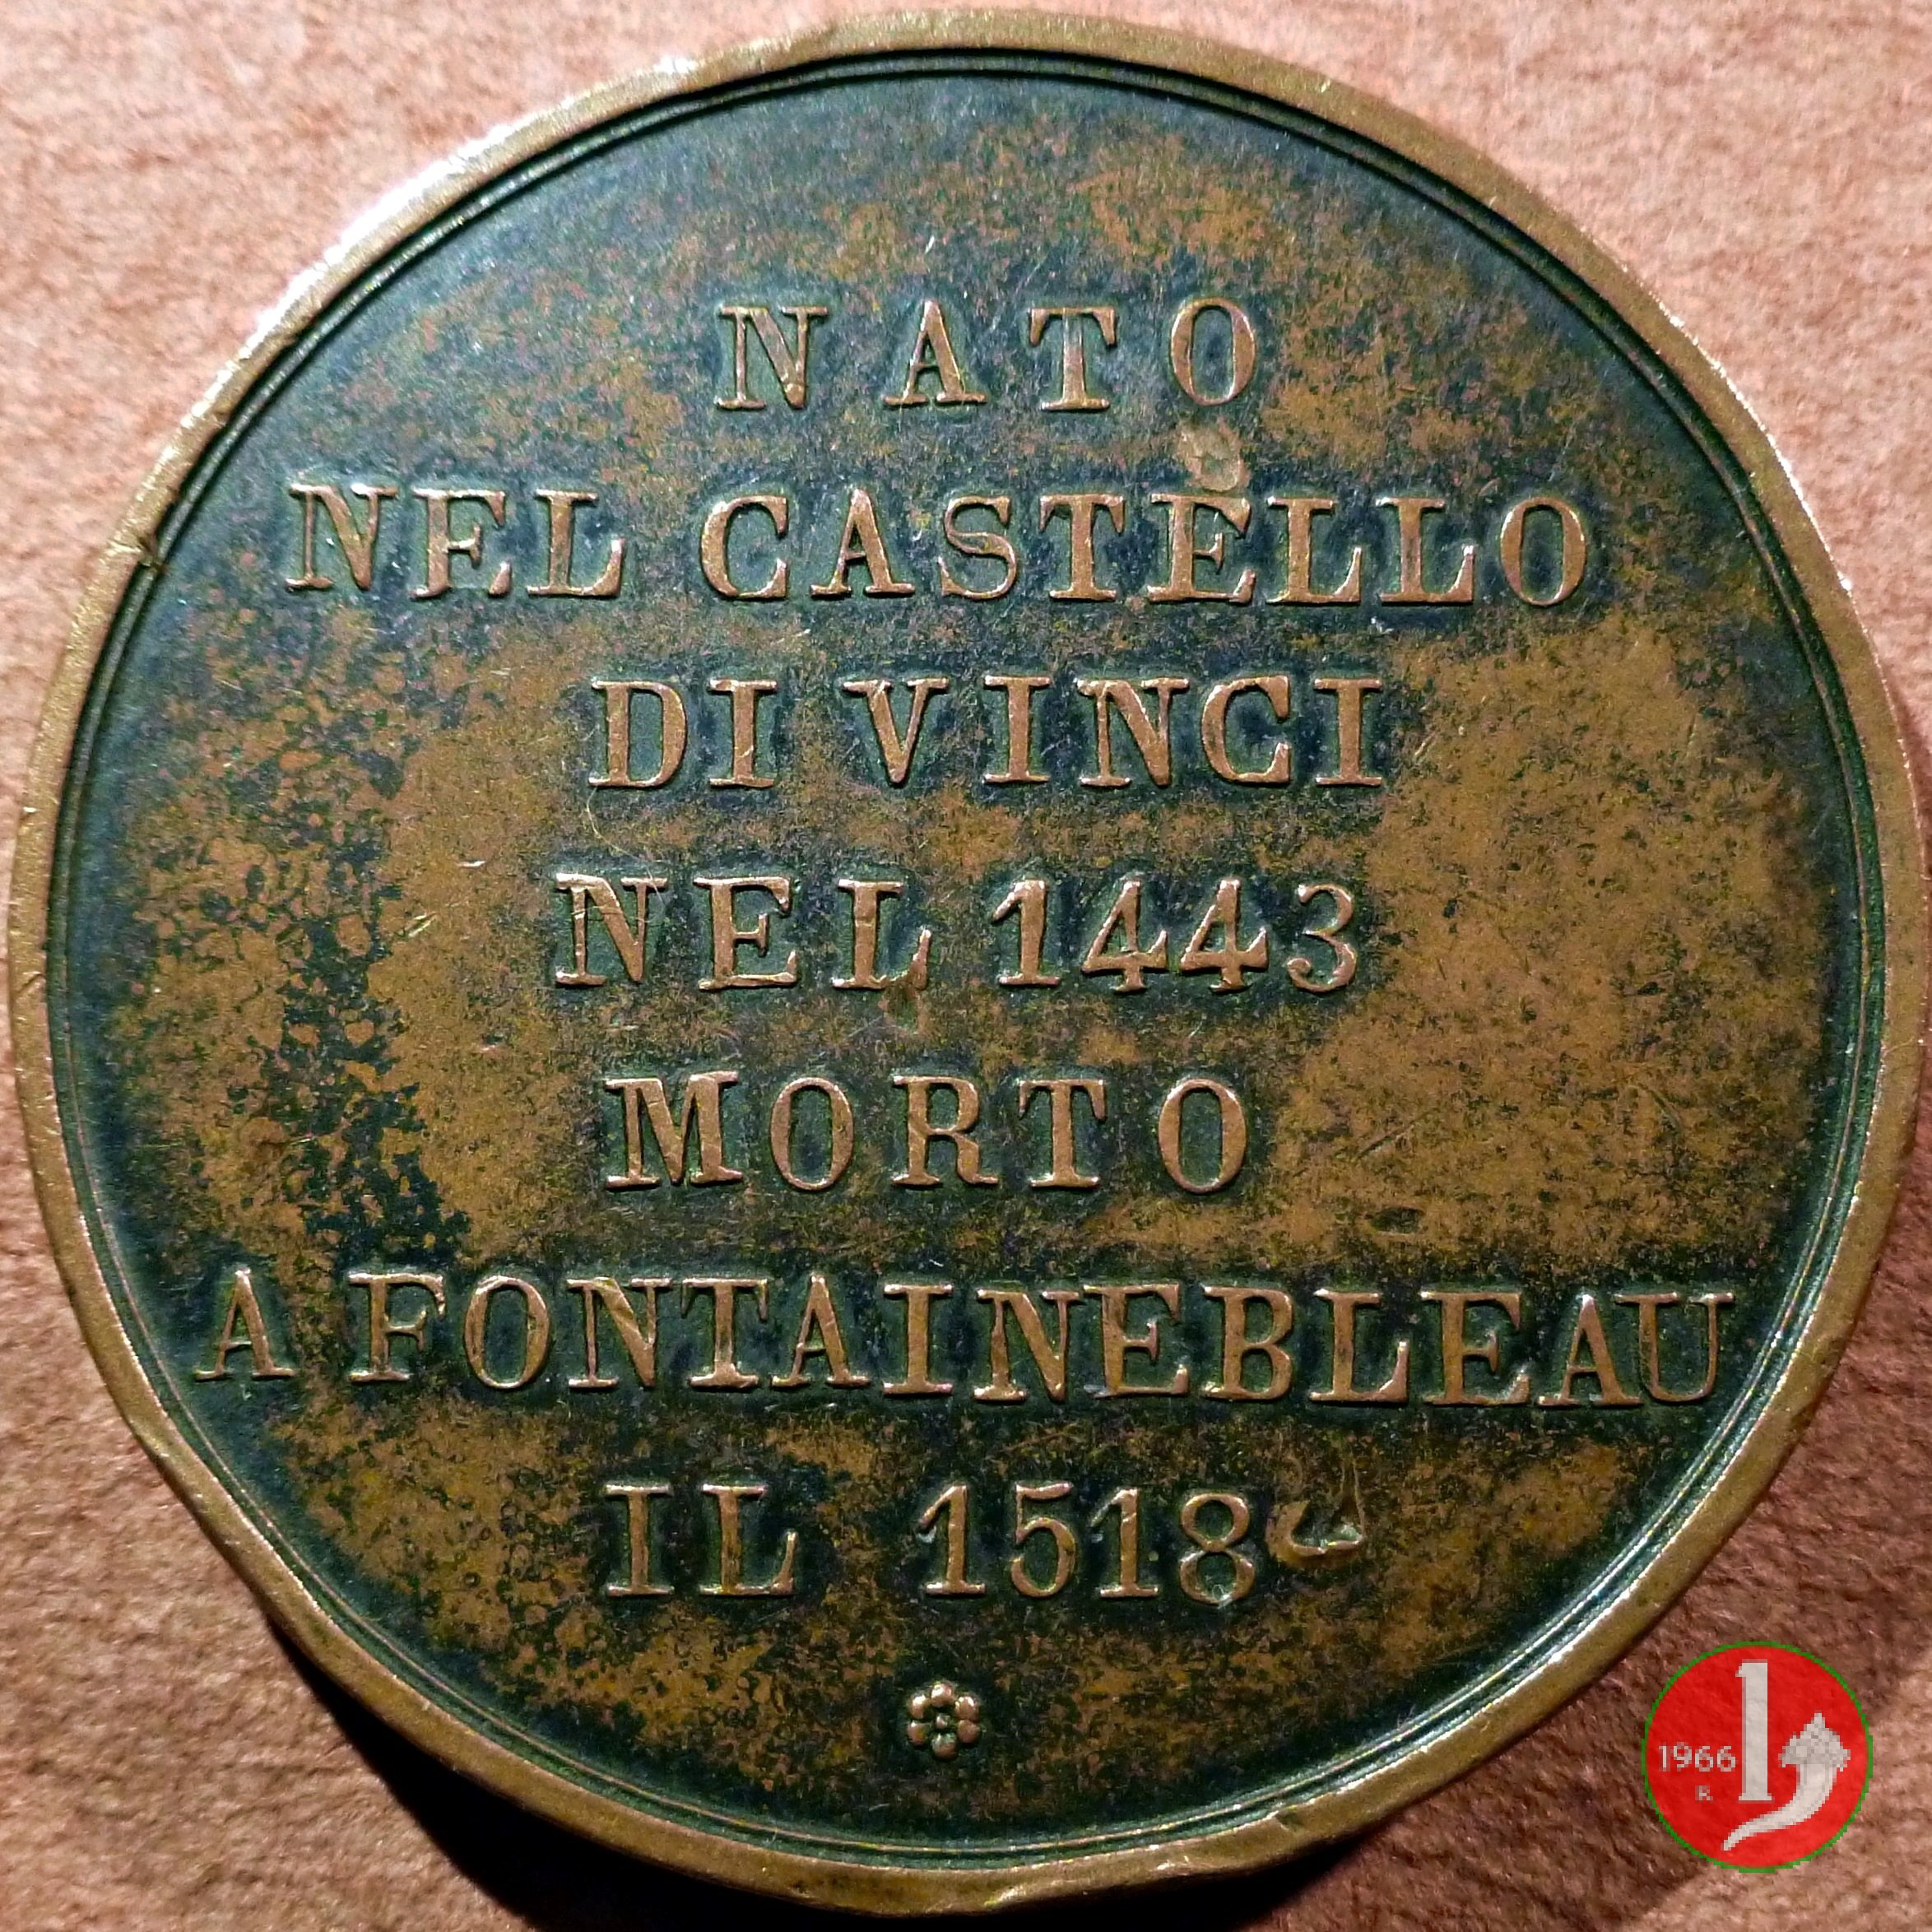 NATO
NEL CASTELLO
DI VINCI
NEL 1443
MORTO
A FONTAINEBLEAU
IL 1518
1966
R